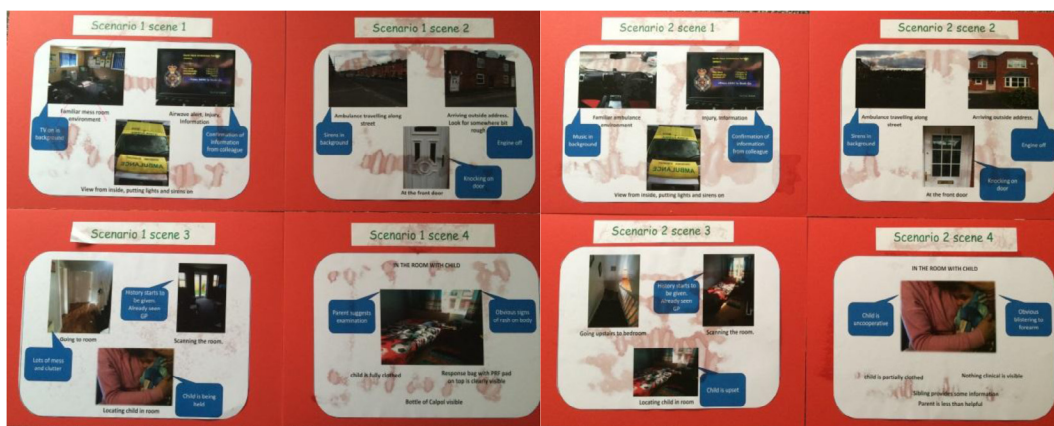 Scenario 1 scene 1
Familiar mess room
environment
Airwave alert, Injury,
Information
TV on in
background
Confirmation of
information
from colleague
AMBULANCE
View from inside, putting lights and sirens on
Scenario 1 scene 2
Ambulance travelling along
street
Arriving outside address.
Look for somewhere bit
rough
Sirens in
background
Engine off
Knocking on
door
At the front door
Scenario 2 scene 1
Familiar ambulance
environment
Injury, Information
Music in
background
Confirmation of
information
from colleague
AMBULANCE
View from inside, putting lights and sirens on
Scenario 2 scene 2
Ambulance travelling along
street
Arriving outside address.
Sirens in
background
Engine off
Knocking on
door
At the front door
Scenario 1 scene 3
History starts to
be given.
Already seen
GP
Going to room
Scanning the room.
Lots of mess
and clutter
Child is being
held
Locating child in room
Scenario 1 scene 4
IN THE ROOM WITH CHILD
Parent suggests
examination
Obvious signs
of rash on body
child is fully clothed
Response bag with PRF pad
on top is clearly visible
Bottle of Calpol visible
Scenario 2 scene 3
History starts to
be given.
Already seen
GP
Going upstairs to bedroom.
Scanning the room.
Child is upset
Locating child in room
Scenario 2 scene 4
IN THE ROOM WITH CHILD
Child is
uncooperative
Obvious
blistering to
forearm
child is partially clothed
Nothing clinical is visible
Sibling provides some information
Parent is less than helpful